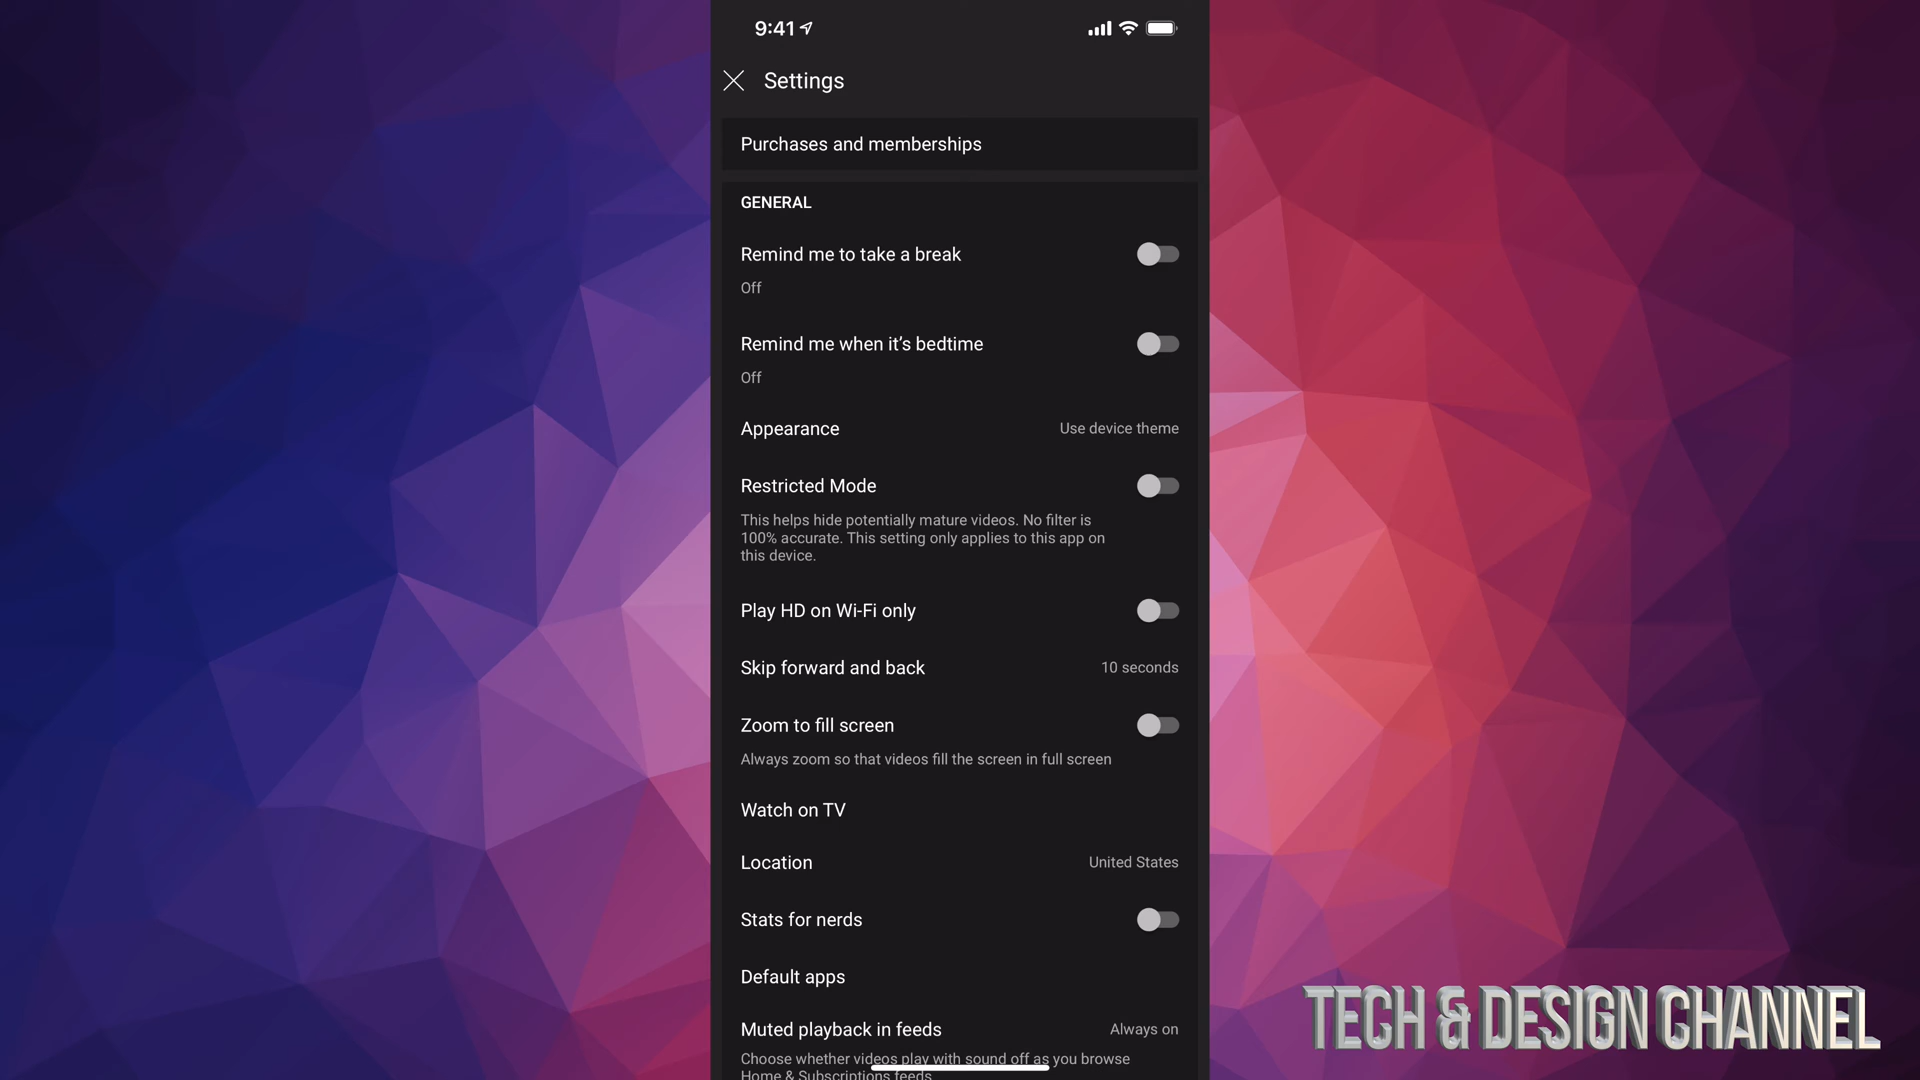 9:41
Settings
Purchases and memberships
GENERAL
Remind me to take a break
Off
Remind me when it’s bedtime
Off
Appearance
Use device theme
Restricted Mode
This helps hide potentially mature videos. No filter is
100% accurate. This setting only applies to this app on
this device.
Play HD on Wi-Fi only
Skip forward and back
10 seconds
Zoom to fill screen
Always zoom so that videos fill the screen in full screen
Watch on TV
Location
United States
Stats for nerds
Default apps
Muted playback in feeds
Always on
Choose whether videos play with sound off as you browse
Home & Subscriptions feeds
TECH & DESIGN CHANNEL